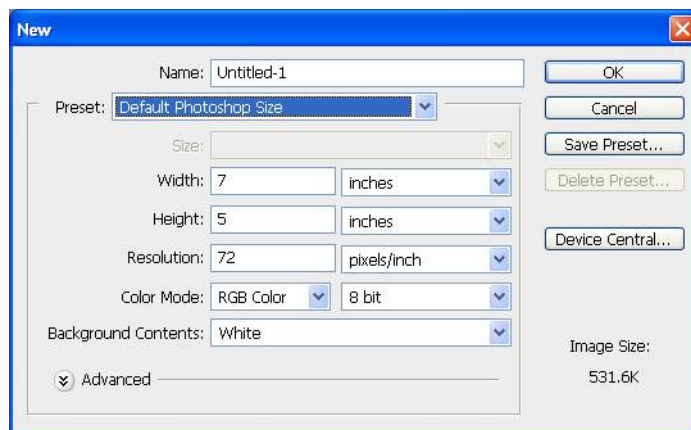 New
Name: Untitled-1
OK
Preset: Default Photoshop Size
Cancel
Size:
Save Preset...
Width: 7 inches
Delete Preset...
Height: 5 inches
Device Central...
Resolution: 72 pixels/inch
Color Mode: RGB Color 8 bit
Background Contents: White
Image Size:
Advanced
531.6K